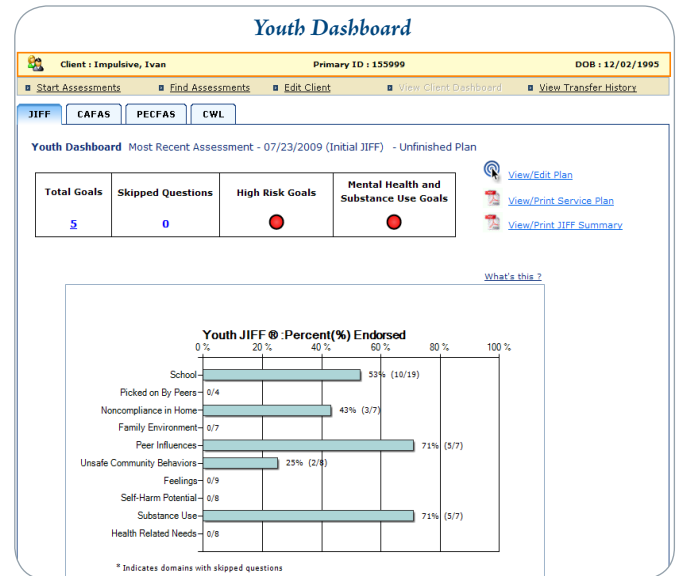 Youth Dashboard
Client : Impulsive, Ivan Primary ID : 155999 DOB : 12/02/1995
Start Assessments Find Assessments Edit Client View Client Dashboard View Transfer History
JIFF CAFAS PECFAS CWL
Youth Dashboard Most Recent Assessment - 07/23/2009 (Initial JIFF) - Unfinished Plan
Total Goals Skipped Questions High Risk Goals Mental Health and Substance Use Goals
5 0
View/Edit Plan
View/Print Service Plan
View/Print JIFF Summary
What's this ?
Youth JIFF ® :Percent(%) Endorsed
0 % 20 % 40 % 60 % 80 % 100 %
School 53% (10/19)
Picked on By Peers 0/4
Noncompliance in Home 43% (3/7)
Family Environment 0/7
Peer Influences 71% (5/7)
Unsafe Community Behaviors 25% (2/8)
Feelings 0/9
Self-Harm Potential 0/8
Substance Use 71% (5/7)
Health Related Needs 0/8
* Indicates domains with skipped questions